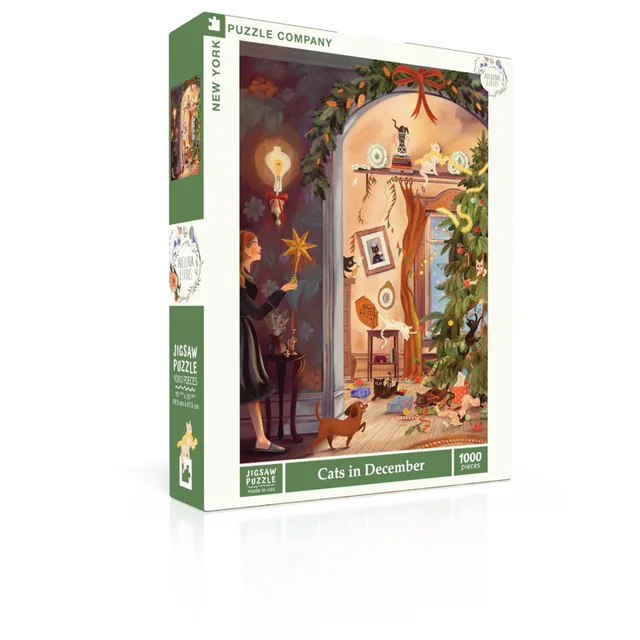 NEW YORK
PUZZLE COMPANY
JIGSAW
PUZZLE
1000 PIECES
JIGSAW
PUZZLE
made in usa
Cats in December
1000
pieces